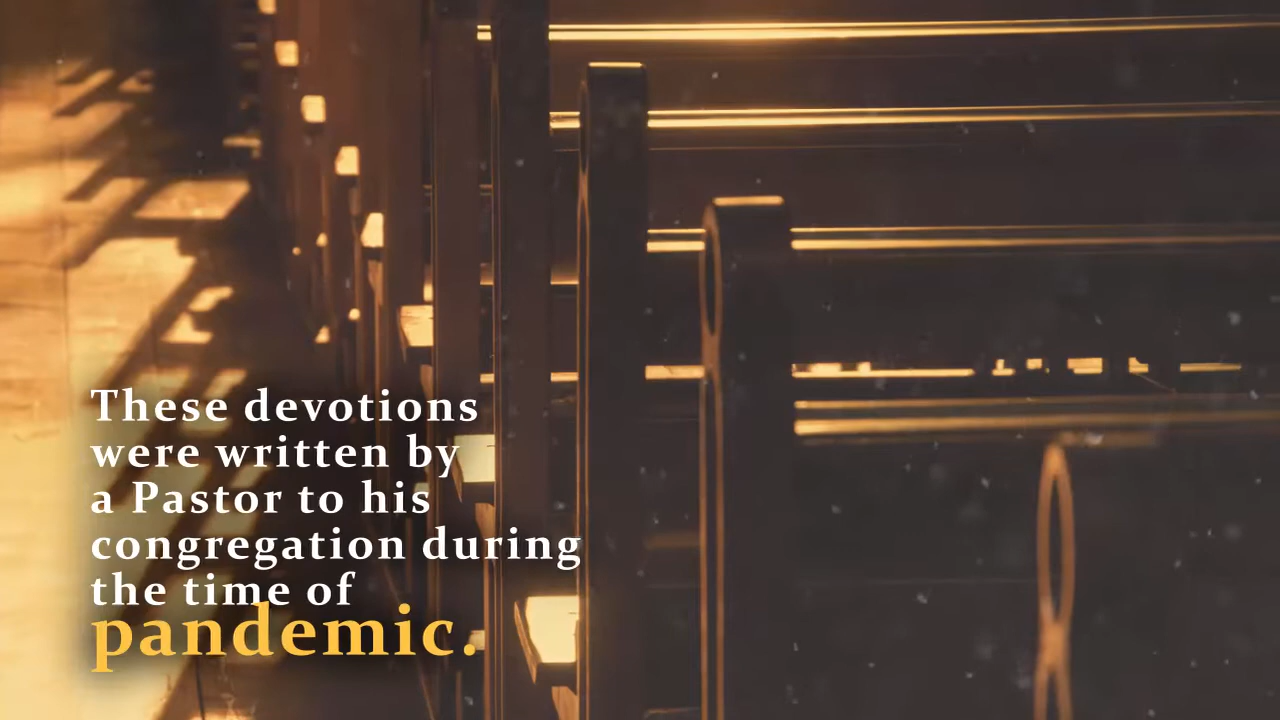 These devotions
were written by
a Pastor to his
congregation during
the time of
pandemic.